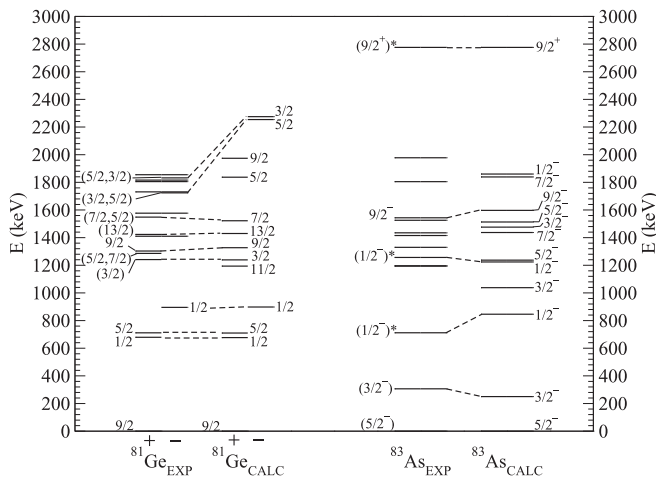 3000 3000
2800 (9/2⁺)* 9/2⁺ 2800
2600 2600
2400 2400
2200 3/2 2200
5/2
2000 9/2 2000
1800 (5/2,3/2) 5/2 1/2⁻ 1800
7/2⁻
(3/2,5/2) 9/2⁻
1600 (7/2,5/2) 7/2 9/2⁻ 5/2⁻ 1600
3/2⁻
1400 (13/2) 13/2 7/2⁻ 1400
9/2 9/2
1200 (5/2,7/2) 3/2 (1/2⁻)* 5/2⁻ 1200
(3/2) 11/2 1/2⁻
1000 3/2⁻ 1000
800 1/2 1/2 1/2⁻ 800
5/2 5/2 (1/2⁻)*
600 1/2 1/2 600
400 400
(3/2⁻) 3/2⁻
200 200
0 9/2 9/2 (5/2⁻) 5/2⁻ 0
+ − + −
⁸¹Ge_EXP ⁸¹Ge_CALC ⁸³As_EXP ⁸³As_CALC
E (keV)
E (keV)